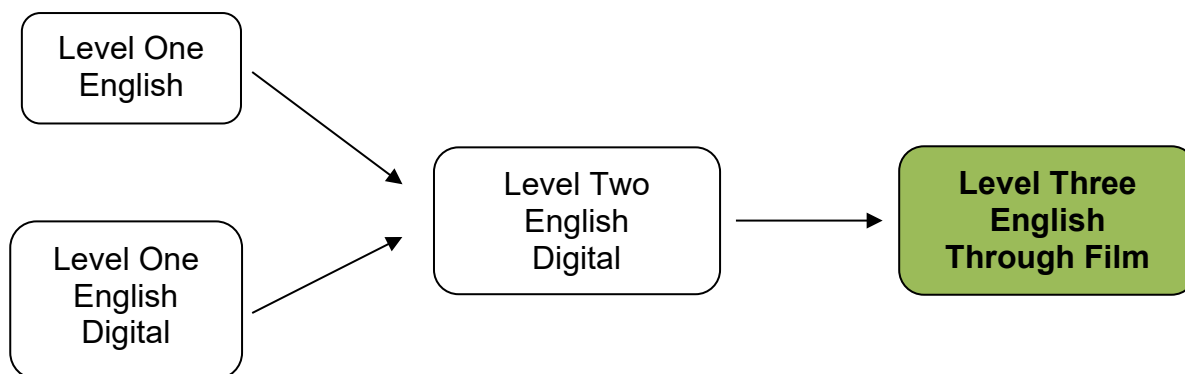 Level One
English
Level One
English
Digital
Level Two
English
Digital
Level Three
English
Through Film